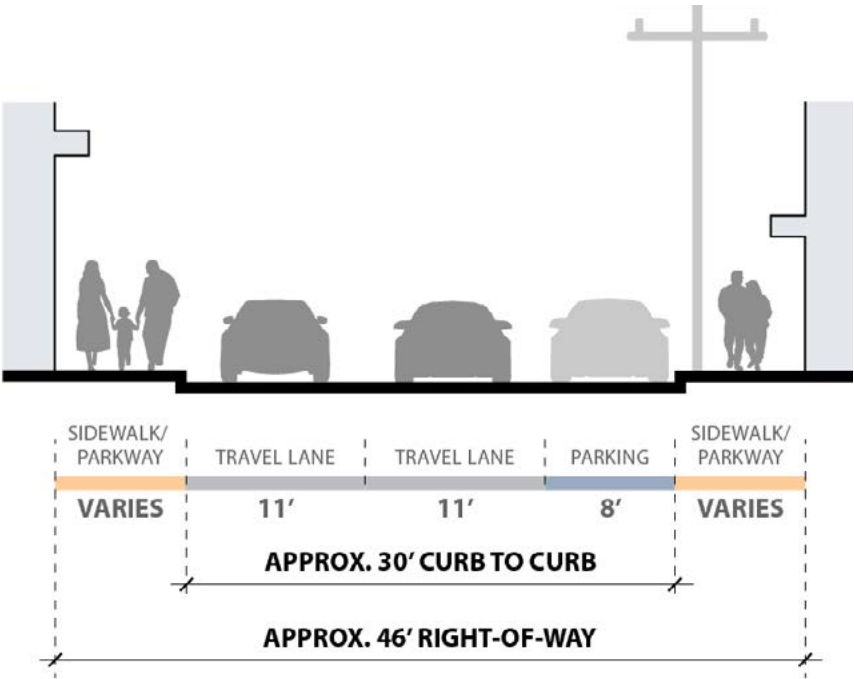 SIDEWALK/
PARKWAY
TRAVEL LANE
TRAVEL LANE
PARKING
SIDEWALK/
PARKWAY
VARIES
11′
11′
8′
VARIES
APPROX. 30′ CURB TO CURB
APPROX. 46′ RIGHT-OF-WAY